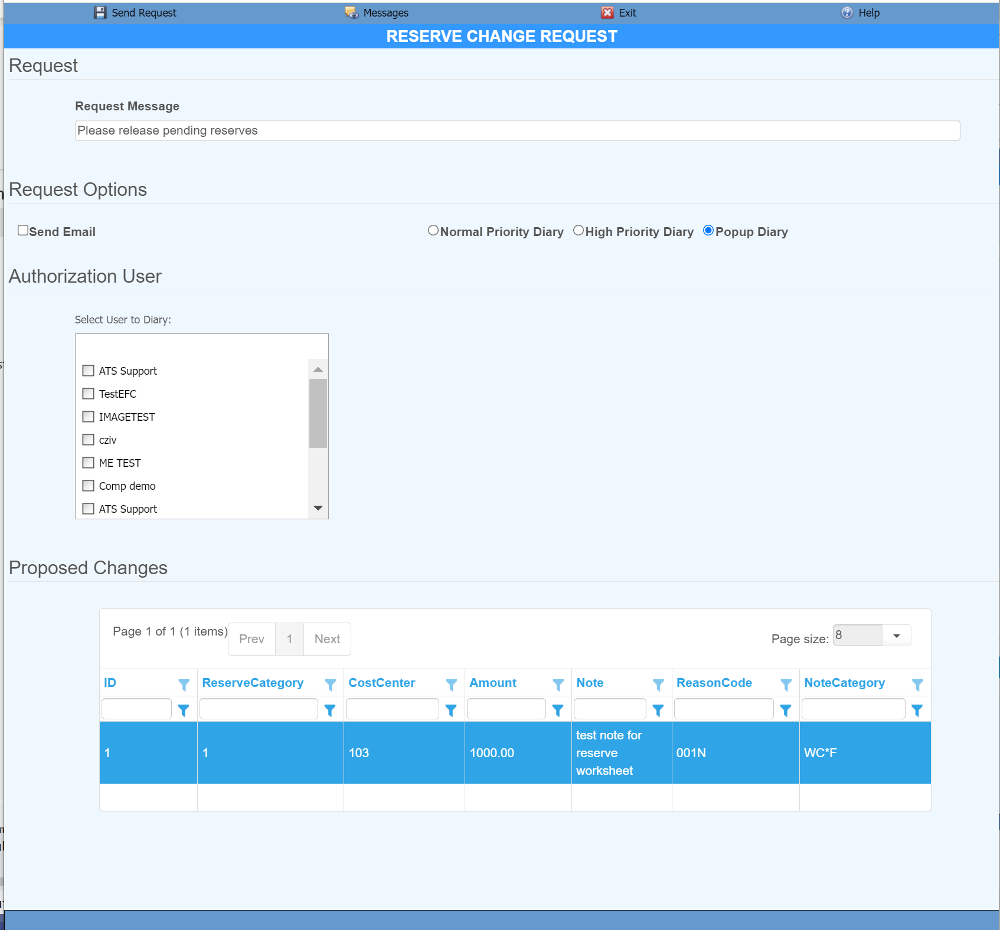 Send Request
Messages
Exit
Help
RESERVE CHANGE REQUEST
Request
Request Message
Please release pending reserves
Request Options
Send Email
Normal Priority Diary
High Priority Diary
Popup Diary
Authorization User
Select User to Diary:
ATS Support
TestEFC
IMAGETEST
cziv
ME TEST
Comp demo
ATS Support
Proposed Changes
Page 1 of 1 (1 items)
Prev
1
Next
Page size:
8
ID
ReserveCategory
CostCenter
Amount
Note
ReasonCode
NoteCategory
1
1
103
1000.00
test note for
reserve
worksheet
001N
WC*F